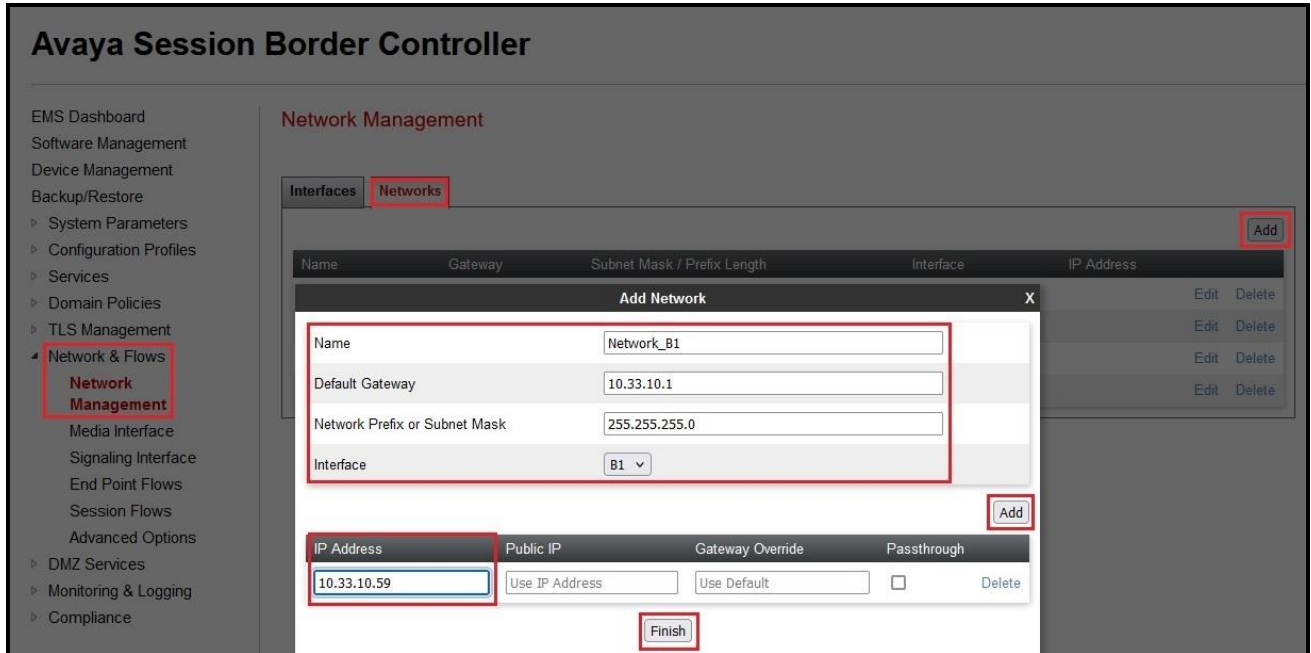 Avaya Session Border Controller
EMS Dashboard
Software Management
Device Management
Backup/Restore
System Parameters
Configuration Profiles
Services
Domain Policies
TLS Management
Network & Flows
Network
Management
Media Interface
Signaling Interface
End Point Flows
Session Flows
Advanced Options
DMZ Services
Monitoring & Logging
Compliance
Network Management
Interfaces Networks
Add
Name Gateway Subnet Mask / Prefix Length Interface IP Address
Edit Delete
Edit Delete
Edit Delete
Edit Delete
Add Network X
Name Network_B1
Default Gateway 10.33.10.1
Network Prefix or Subnet Mask 255.255.255.0
Interface B1
Add
IP Address Public IP Gateway Override Passthrough
10.33.10.59 Use IP Address Use Default Delete
Finish